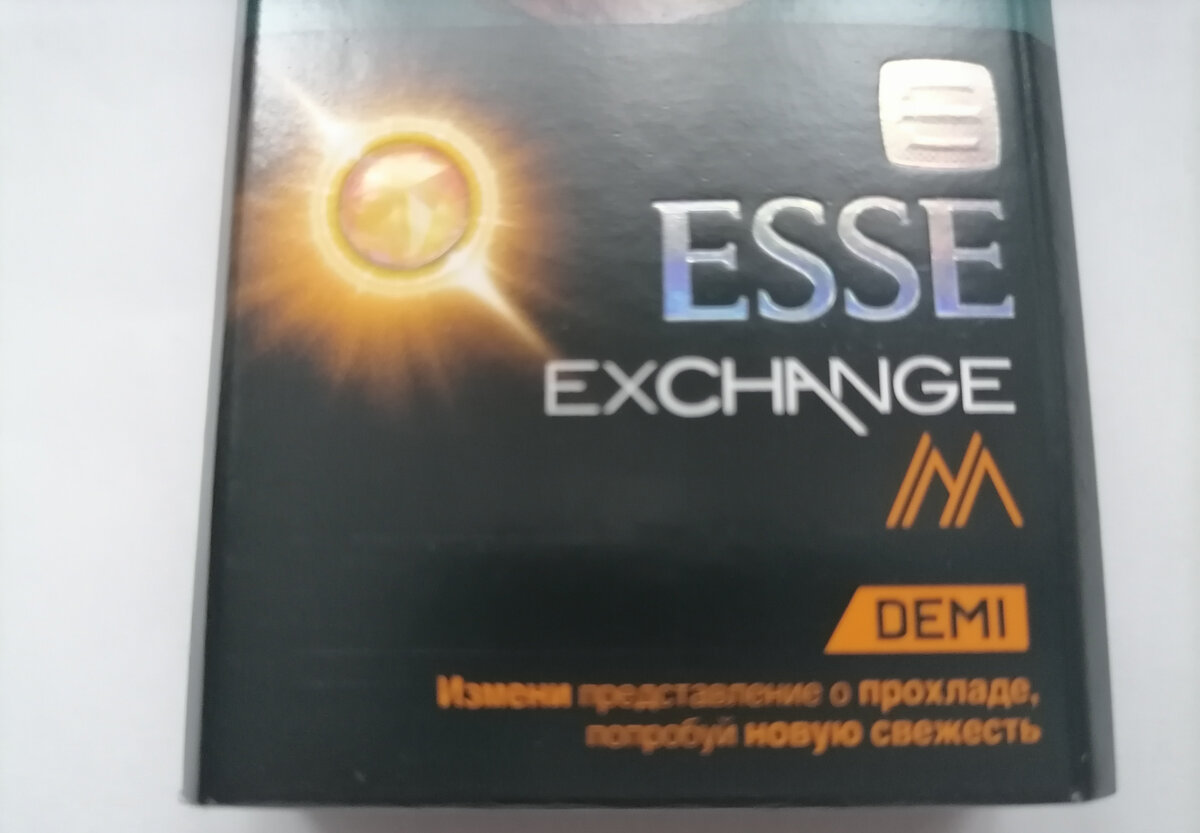 ESSE
EXCHANGE
DEMI
Измени представление о прохладе,
попробуй новую свежесть